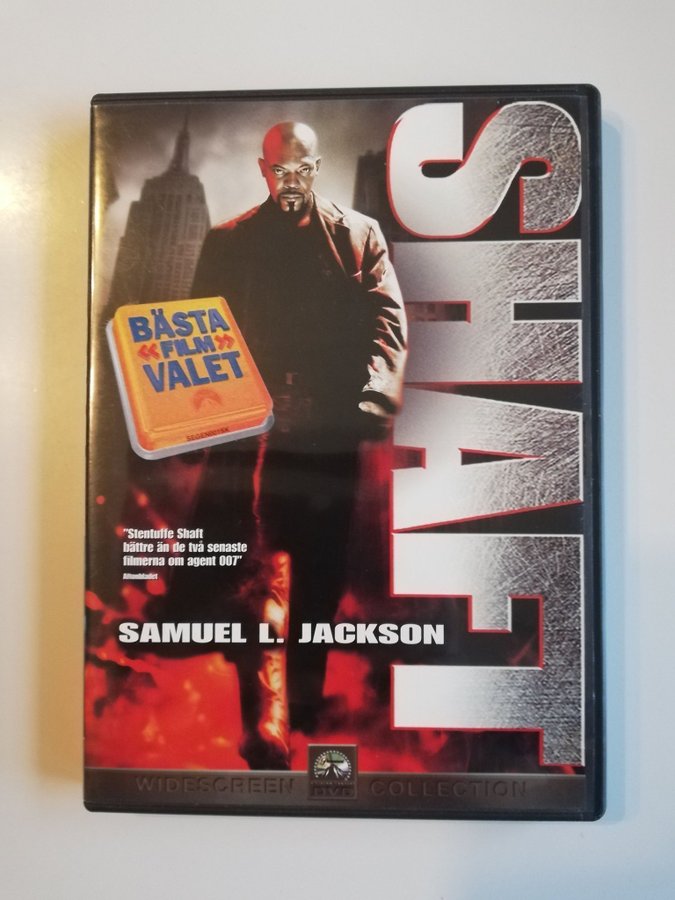 SHAFT
BÄSTA
«FILM»
VALET
"Stentuffe Shaft
bättre än de två senaste
filmerna om agent 007"
Aftonbladet
SAMUEL L. JACKSON
WIDESCREEN DVD COLLECTION